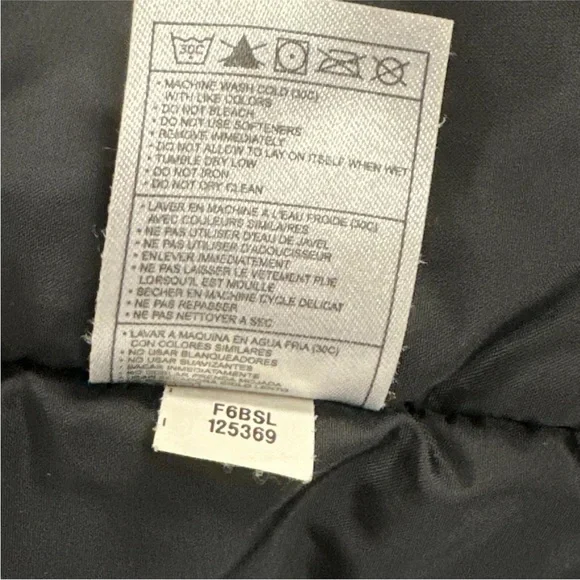 30C
• MACHINE WASH COLD (30C)
WITH LIKE COLORS
• DO NOT BLEACH
• DO NOT USE SOFTENERS
• REMOVE IMMEDIATELY
• DO NOT ALLOW TO LAY ON ITSELF WHEN WET
• TUMBLE DRY LOW
• DO NOT IRON
• DO NOT DRY CLEAN
• LAVER EN MACHINE A L'EAU FROIDE (30C)
AVEC COULEURS SIMILAIRES
• NE PAS UTILISER D'EAU DE JAVEL
• NE PAS UTILISER D'ADOUCISSEUR
• ENLEVER IMMEDIATEMENT
• NE PAS LAISSER LE VETEMENT PLIE
LORSQU'IL EST MOUILLE
• SECHER EN MACHINE CYCLE DELICAT
• NE PAS REPASSER
• NE PAS NETTOYER A SEC
• LAVAR A MAQUINA EN AGUA FRIA (30C)
CON COLORES SIMILARES
• NO USAR BLANQUEADORES
• NO USAR SUAVIZANTES
• SACAR INMEDIATAMENTE
F6BSL
125369